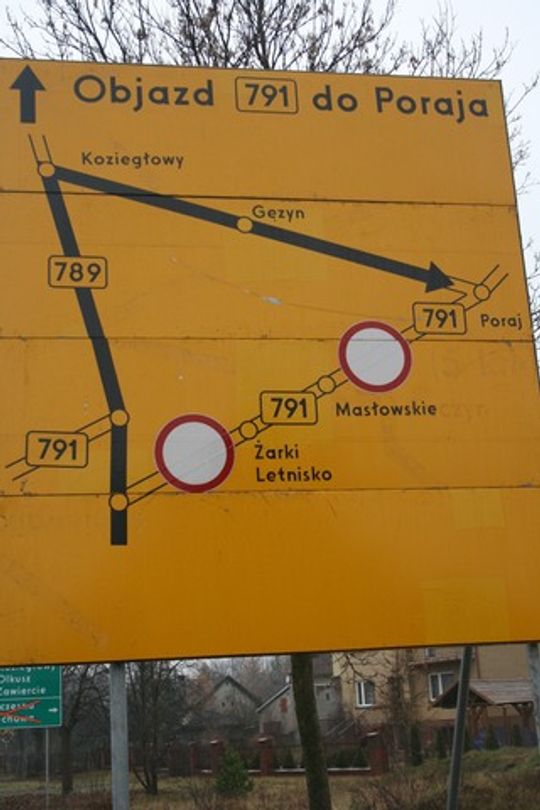 Objazd 791 do Poraja
Koziegłowy
Gęzyn
789
791
Poraj
791
Masłowskie
791
Żarki
Letnisko
Olkusz
Zawiercie